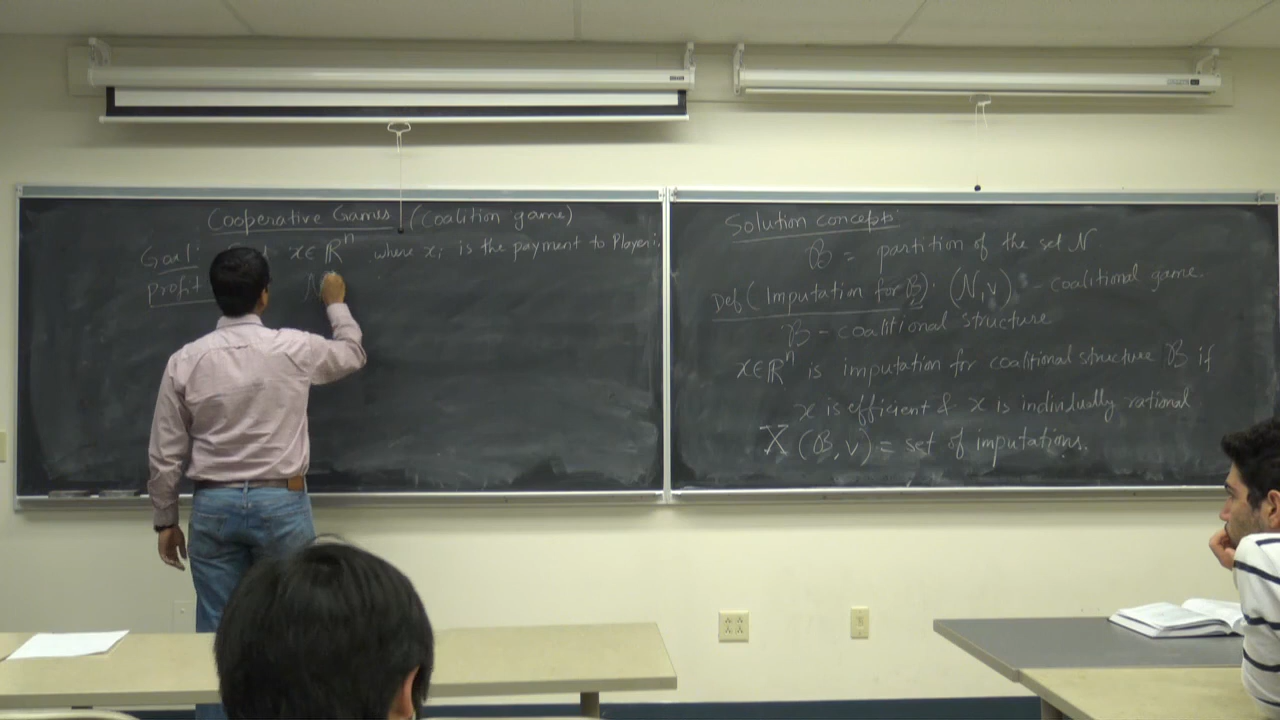 Cooperative Games (Coalition game)
Goal: x∈ℝⁿ where xᵢ is the payment to Player i.
profit
N
Solution concepts:
ℬ = partition of the set N.
Def (Imputation for ℬ): (N, v) - coalitional game.
ℬ - coalitional structure
x∈ℝⁿ is imputation for coalitional structure ℬ if
x is efficient & x is individually rational
X (ℬ, v) = set of imputations.